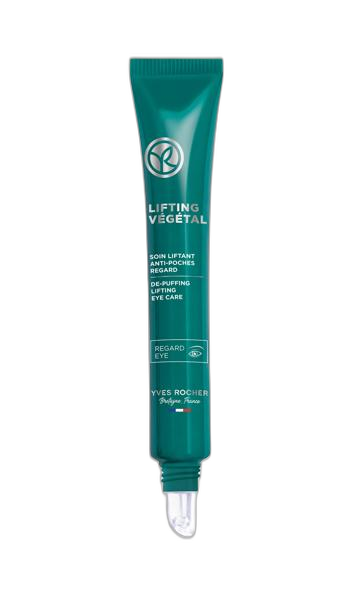 LIFTING
VÉGÉTAL
SOIN LIFTANT
ANTI-POCHES
REGARD
DE-PUFFING
LIFTING
EYE CARE
REGARD
EYE
YVES ROCHER
Bretagne, France